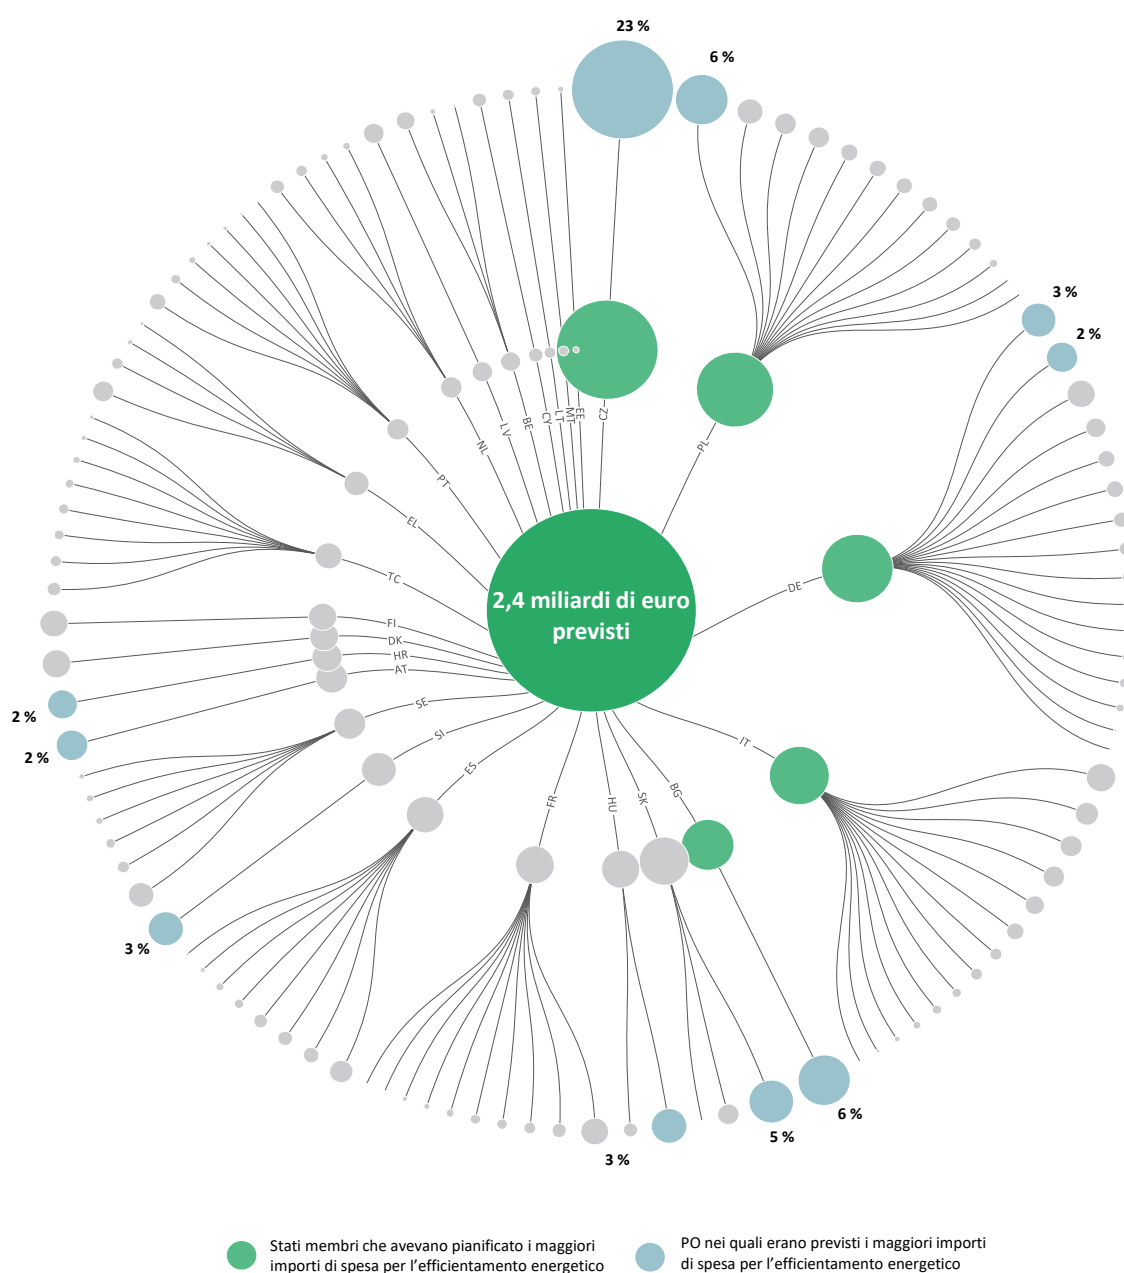 23 %
6 %
3 %
2 %
EE
MT
LT
CY
BE
LV
NL
PT
EL
TC
FI
DK
HR
AT
SE
SI
ES
FR
HU
SK
BG
IT
DE
PL
CZ
2,4 miliardi di euro
previsti
2 %
2 %
3 %
3 %
5 %
6 %
Stati membri che avevano pianificato i maggiori
importi di spesa per l'efficientamento energetico
PO nei quali erano previsti i maggiori importi
di spesa per l'efficientamento energetico